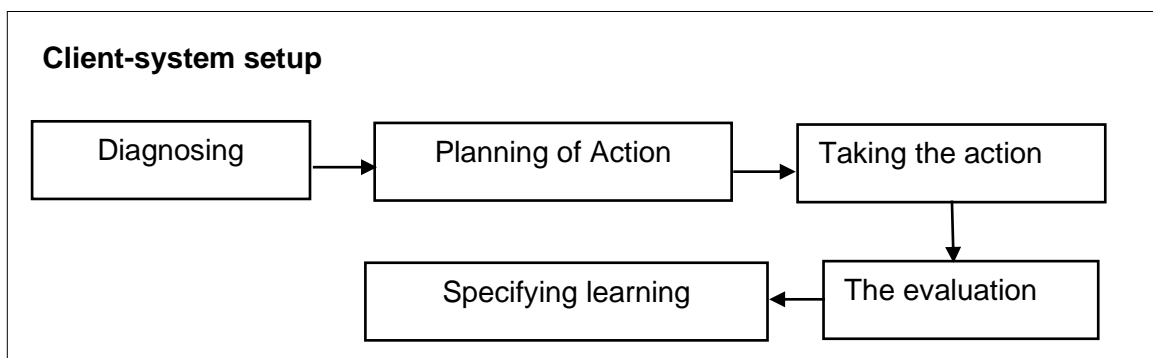 Client-system setup
Diagnosing
Planning of Action
Taking the action
The evaluation
Specifying learning